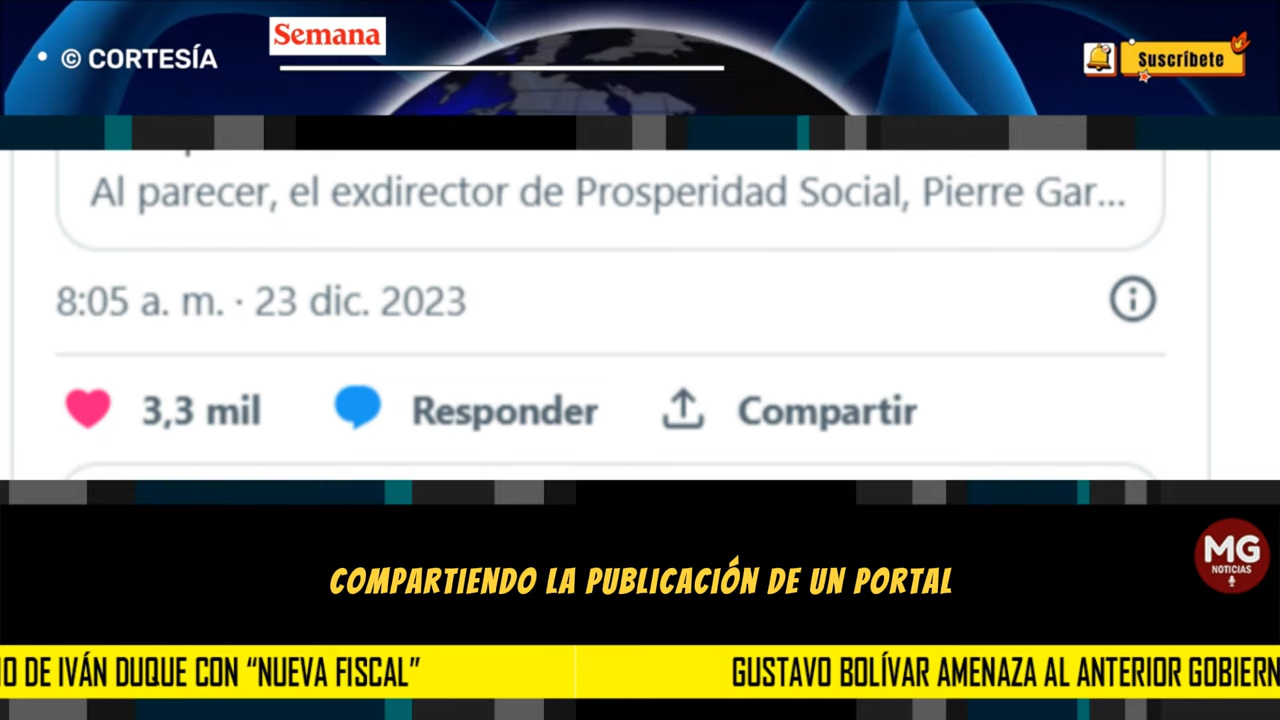 © CORTESÍA
Semana
Suscríbete
Al parecer, el exdirector de Prosperidad Social, Pierre Gar...
8:05 a. m. · 23 dic. 2023
3,3 mil
Responder
Compartir
MG
NOTICIAS
COMPARTIENDO LA PUBLICACIÓN DE UN PORTAL
O DE IVÁN DUQUE CON “NUEVA FISCAL”
GUSTAVO BOLÍVAR AMENAZA AL ANTERIOR GOBIERN